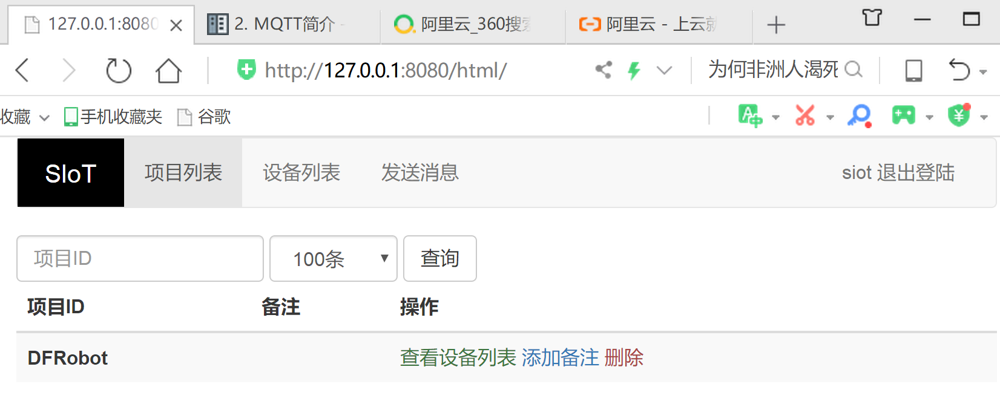 127.0.0.1:8080
2. MQTT简介 -
阿里云_360搜索
阿里云 - 上云就
http://127.0.0.1:8080/html/
为何非洲人渴死
收藏
手机收藏夹
谷歌
SIoT
项目列表
设备列表
发送消息
siot 退出登陆
项目ID
100条
查询
项目ID 备注 操作
DFRobot 查看设备列表 添加备注 删除